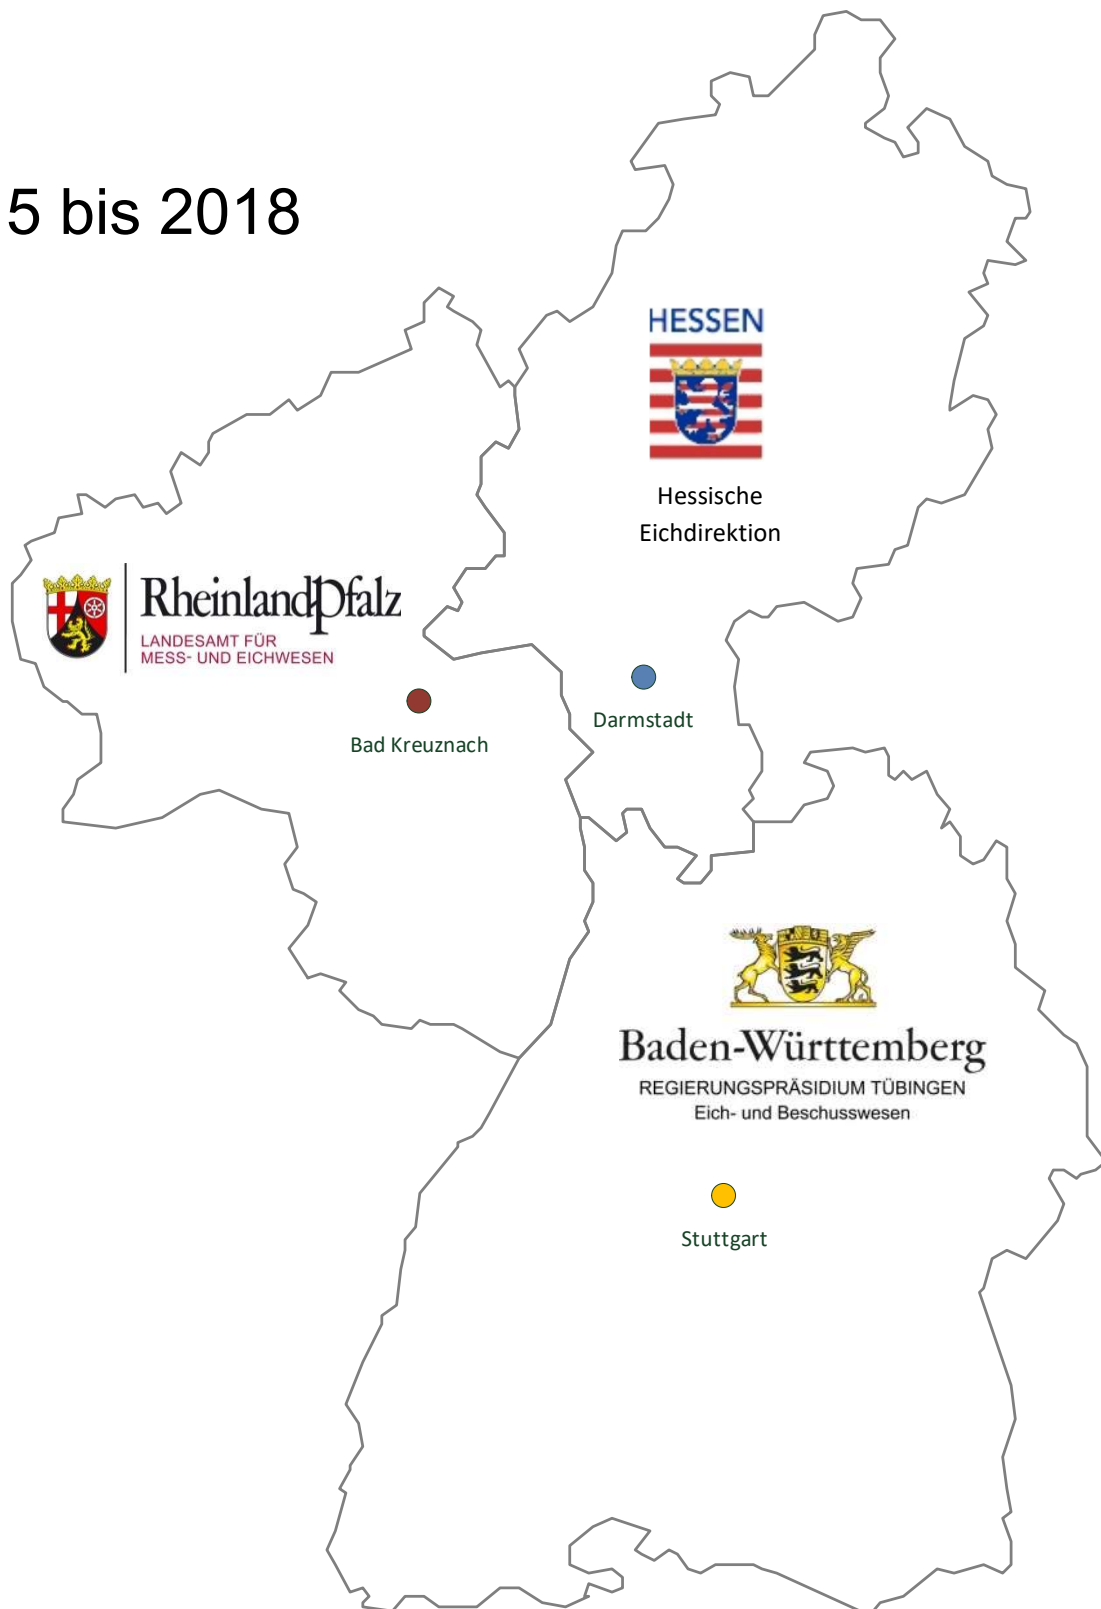 5 bis 2018
HESSEN
Hessische
Eichdirektion
RheinlandPfalz
LANDESAMT FÜR
MESS- UND EICHWESEN
Darmstadt
Bad Kreuznach
Baden-Württemberg
REGIERUNGSPRÄSIDIUM TÜBINGEN
Eich- und Beschusswesen
Stuttgart